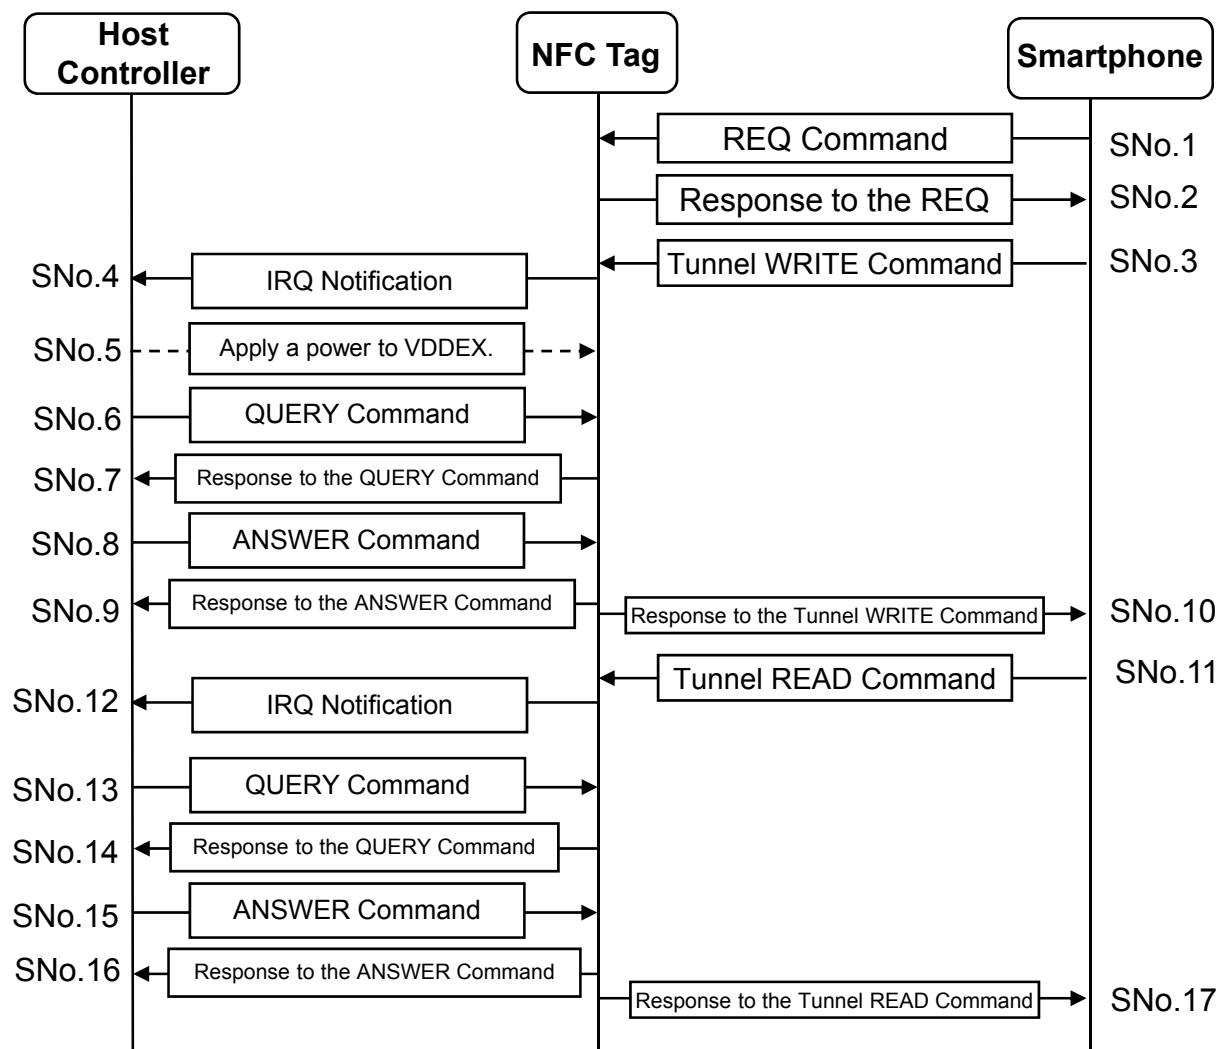 Host
Controller
NFC Tag
Smartphone
REQ Command
SNo.1
Response to the REQ
SNo.2
Tunnel WRITE Command
SNo.3
SNo.4
IRQ Notification
SNo.5
Apply a power to VDDEX.
SNo.6
QUERY Command
SNo.7
Response to the QUERY Command
SNo.8
ANSWER Command
SNo.9
Response to the ANSWER Command
Response to the Tunnel WRITE Command
SNo.10
Tunnel READ Command
SNo.11
SNo.12
IRQ Notification
SNo.13
QUERY Command
SNo.14
Response to the QUERY Command
SNo.15
ANSWER Command
SNo.16
Response to the ANSWER Command
Response to the Tunnel READ Command
SNo.17